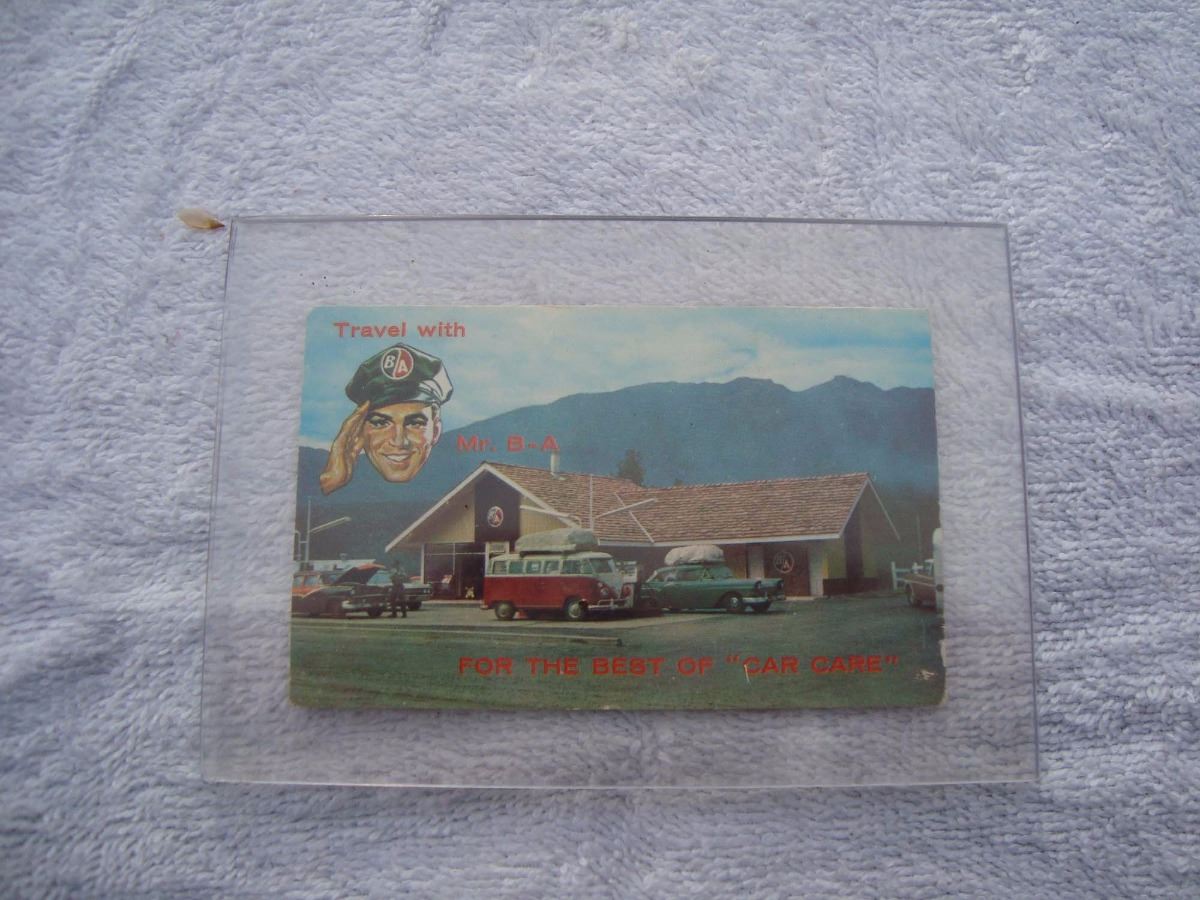 Travel with
B/A
Mr. B-A
B/A
B/A
FOR THE BEST OF "CAR CARE"